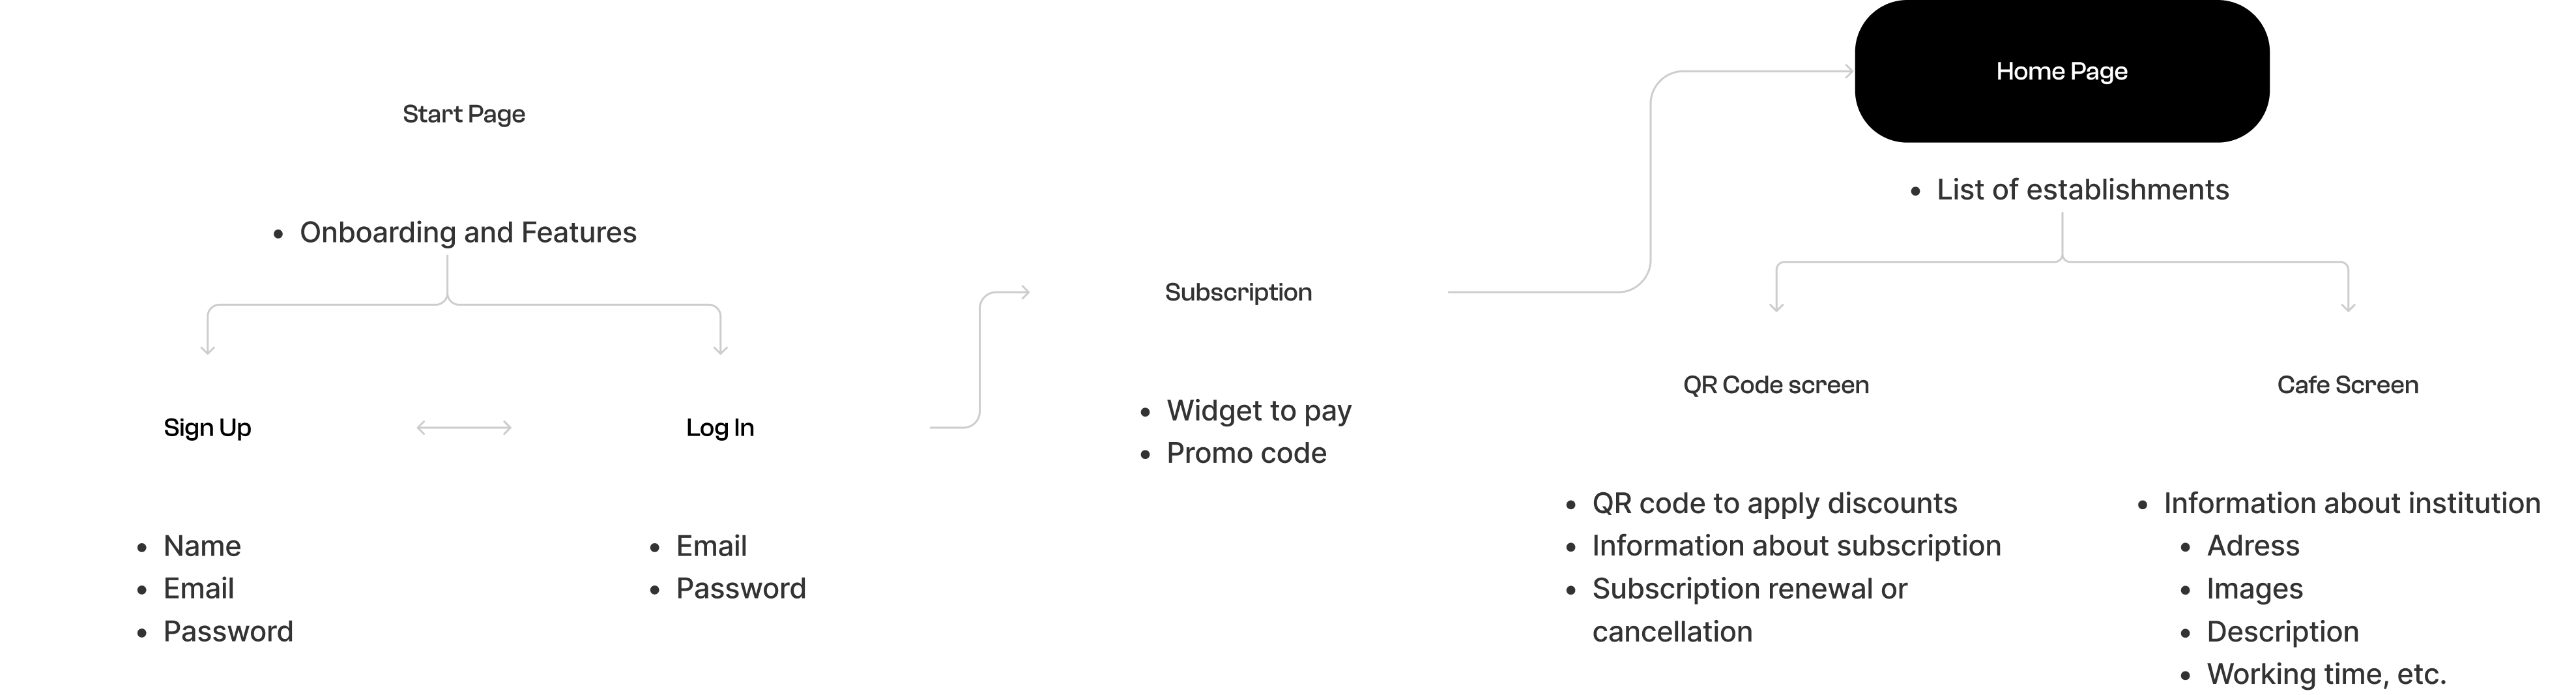 Start Page
Onboarding and Features
Sign Up
Name
Email
Password
Log In
Email
Password
Subscription
Widget to pay
Promo code
Home Page
List of establishments
QR Code screen
QR code to apply discounts
Information about subscription
Subscription renewal or
cancellation
Cafe Screen
Information about institution
Adress
Images
Description
Working time, etc.